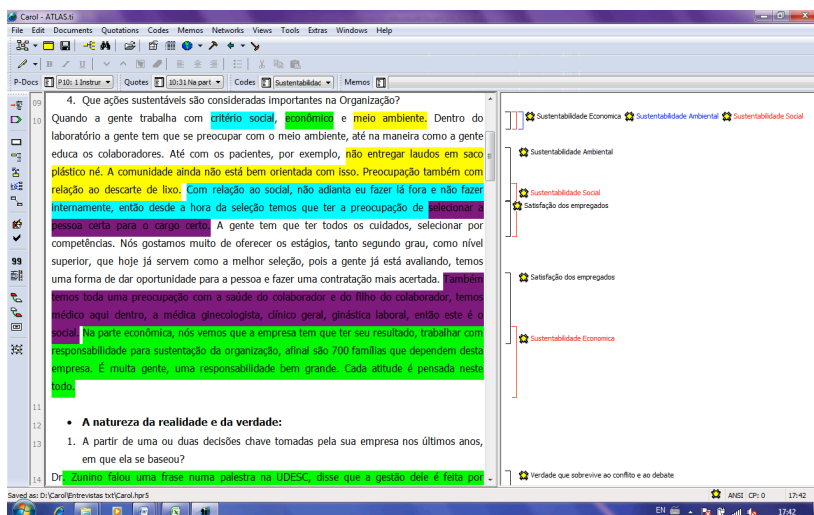 Carol - ATLAS.ti
File Edit Documents Quotations Codes Memos Networks Views Tools Extras Windows Help
P-Docs P10: 1Instrur Quotes 10:31 Na part Codes Sustentabilidac Memos
09 4. Que ações sustentáveis são consideradas importantes na Organização?
10 Quando a gente trabalha com critério social, econômico e meio ambiente. Dentro do
laboratório a gente tem que se preocupar com o meio ambiente, até na maneira como a gente
educa os colaboradores. Até com os pacientes, por exemplo, não entregar laudos em saco
plástico né. A comunidade ainda não está bem orientada com isso. Preocupação também com
relação ao descarte de lixo. Com relação ao social, não adianta eu fazer lá fora e não fazer
internamente, então desde a hora da seleção temos que ter a preocupação de selecionar a
pessoa certa para o cargo certo. A gente tem que ter todos os cuidados, selecionar por
competências. Nós gostamos muito de oferecer os estágios, tanto segundo grau, como nível
superior, que hoje já servem como a melhor seleção, pois a gente já está avaliando, temos
uma forma de dar oportunidade para a pessoa e fazer uma contratação mais acertada. Também
temos toda uma preocupação com a saúde do colaborador e do filho do colaborador, temos
médico aqui dentro, a médica ginecologista, clínico geral, ginástica laboral, então este é o
social. Na parte econômica, nós vemos que a empresa tem que ter seu resultado, trabalhar com
responsabilidade para sustentação da organização, afinal são 700 famílias que dependem desta
empresa. É muita gente, uma responsabilidade bem grande. Cada atitude é pensada neste
todo.
11
12 • A natureza da realidade e da verdade:
13 1. A partir de uma ou duas decisões chave tomadas pela sua empresa nos últimos anos,
em que ela se baseou?
14 Dr. Zunino falou uma frase numa palestra na UDESC, disse que a gestão dele é feita por
Sustentabilidade Economica Sustentabilidade Ambiental Sustentabilidade Social
Sustentabilidade Ambiental
Sustentabilidade Social
Satisfação dos empregados
Satisfação dos empregados
Sustentabilidade Economica
Verdade que sobrevive ao conflito e ao debate
Saved as: D:\Carol\Entrevistas txt\Carol.hpr5 ANSI CP: 0 17:42
EN 17:42